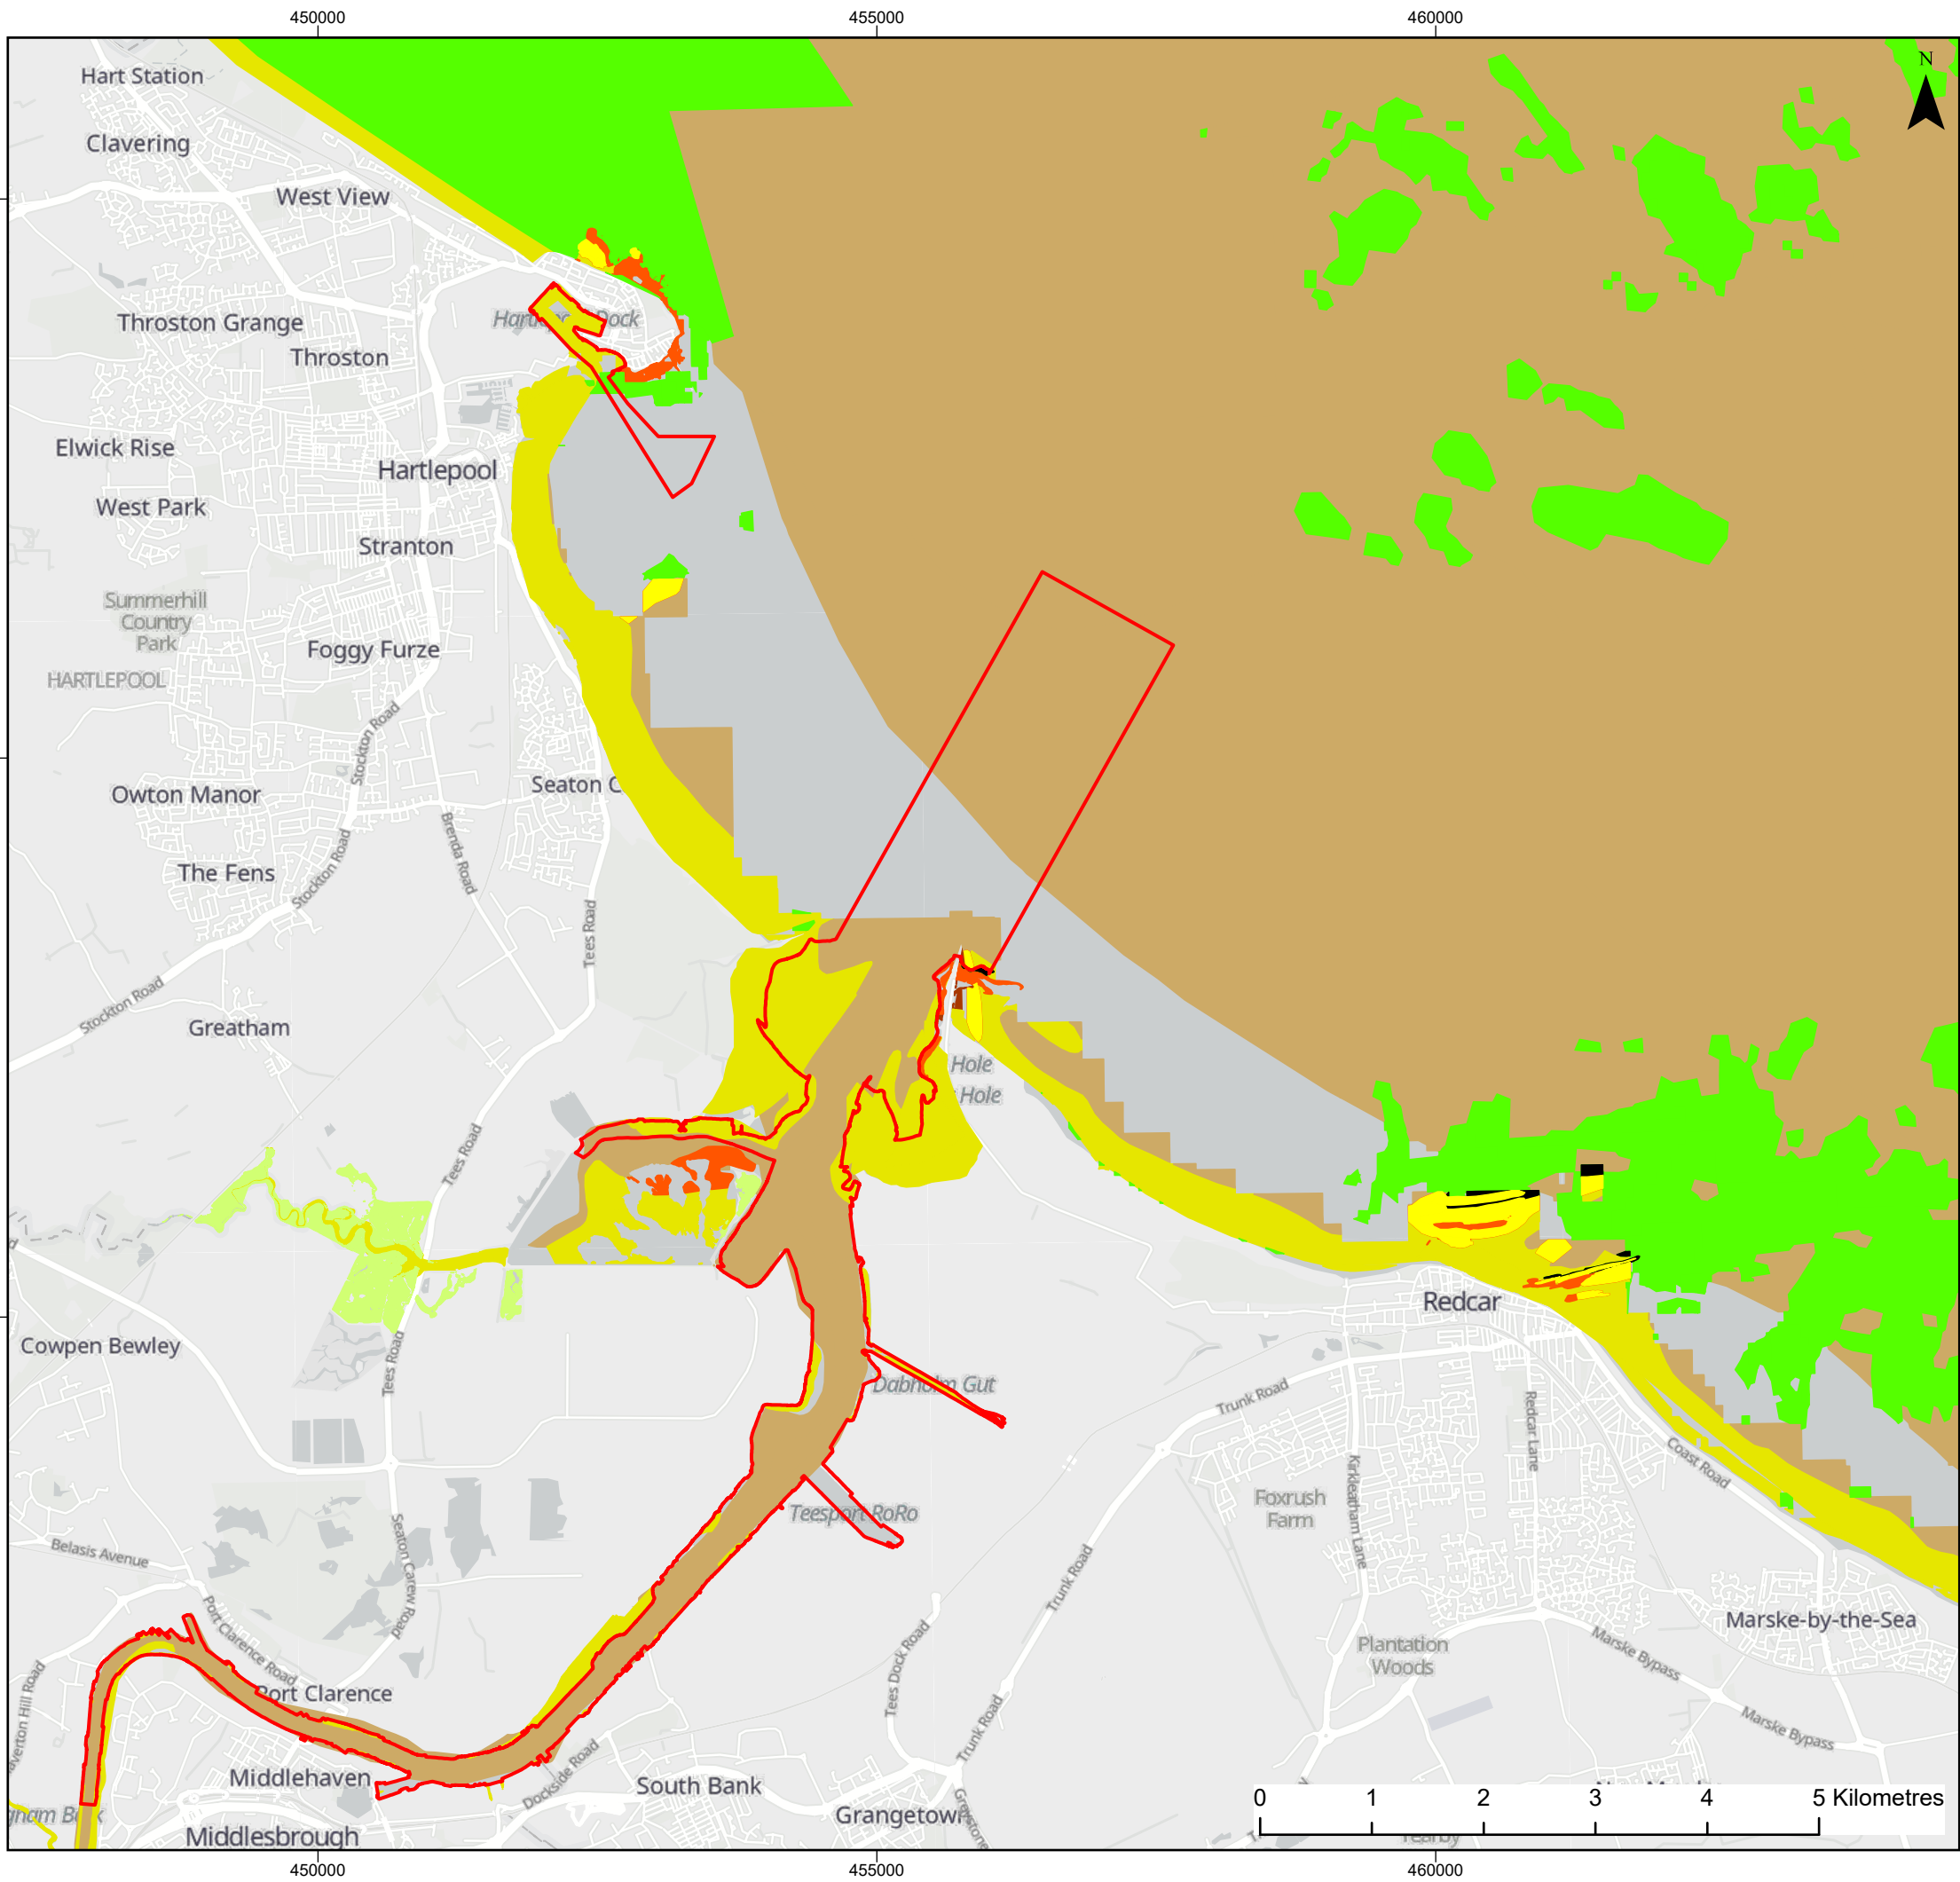 450000
455000
460000
N
Hart Station
Clavering
West View
Throston Grange
Throston
Elwick Rise
Hartlepool
West Park
Stranton
Summerhill
Country
Park
Foggy Furze
HARTLEPOOL
Stockton Road
Seaton C
Owton Manor
Brenda Road
The Fens
Stockton Road
Tees Road
Stockton Road
Greatham
Hole
Hole
Tees Road
Redcar
Cowpen Bewley
Tees Road
Dabholm Gut
Trunk Road
Redcar Lane
Coast Road
Kirkleatham Lane
Foxrush
Farm
Teesport RoRo
Belasis Avenue
Seaton Carew Road
Trunk Road
Port Clarence Road
Marske-by-the-Sea
Plantation
Woods
Marske Bypass
Tees Dock Road
Port Clarence
Trunk Road
Marske Bypass
Middlehaven
South Bank
Dockside Road
Grangetown
Middlesbrough
0 1 2 3 4 5 Kilometres
450000
455000
460000